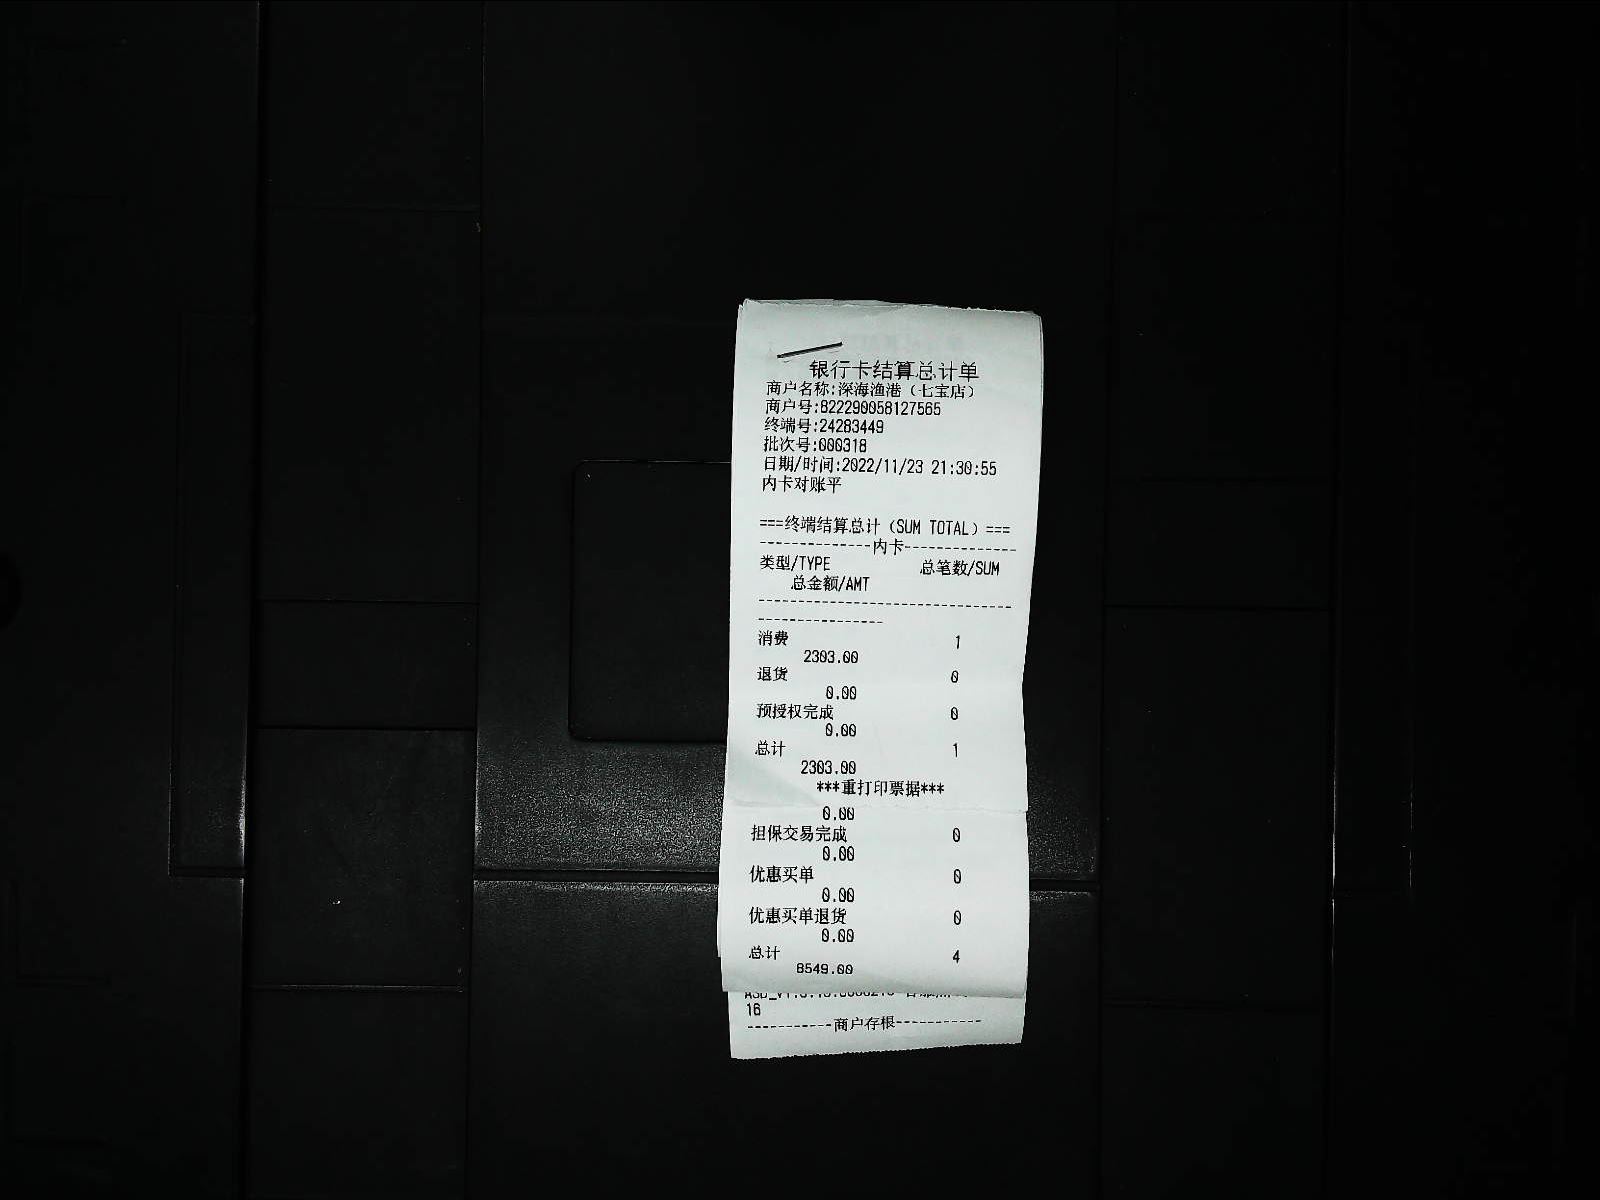 银行卡结算总计单
商户名称:深海渔港（七宝店）
商户号:822290058127565
终端号:24283449
批次号:000318
日期/时间:2022/11/23 21:30:55
内卡对账平
===终端结算总计（SUM TOTAL）===
--------------内卡--------------
类型/TYPE 总笔数/SUM
总金额/AMT
--------------------------------
----------------
消费 1
2303.00
退货 0
0.00
预授权完成 0
0.00
总计 1
2303.00
***重打印票据***
0.00
担保交易完成 0
0.00
优惠买单 0
0.00
优惠买单退货 0
0.00
总计 4
8549.00
16
-----------商户存根-----------